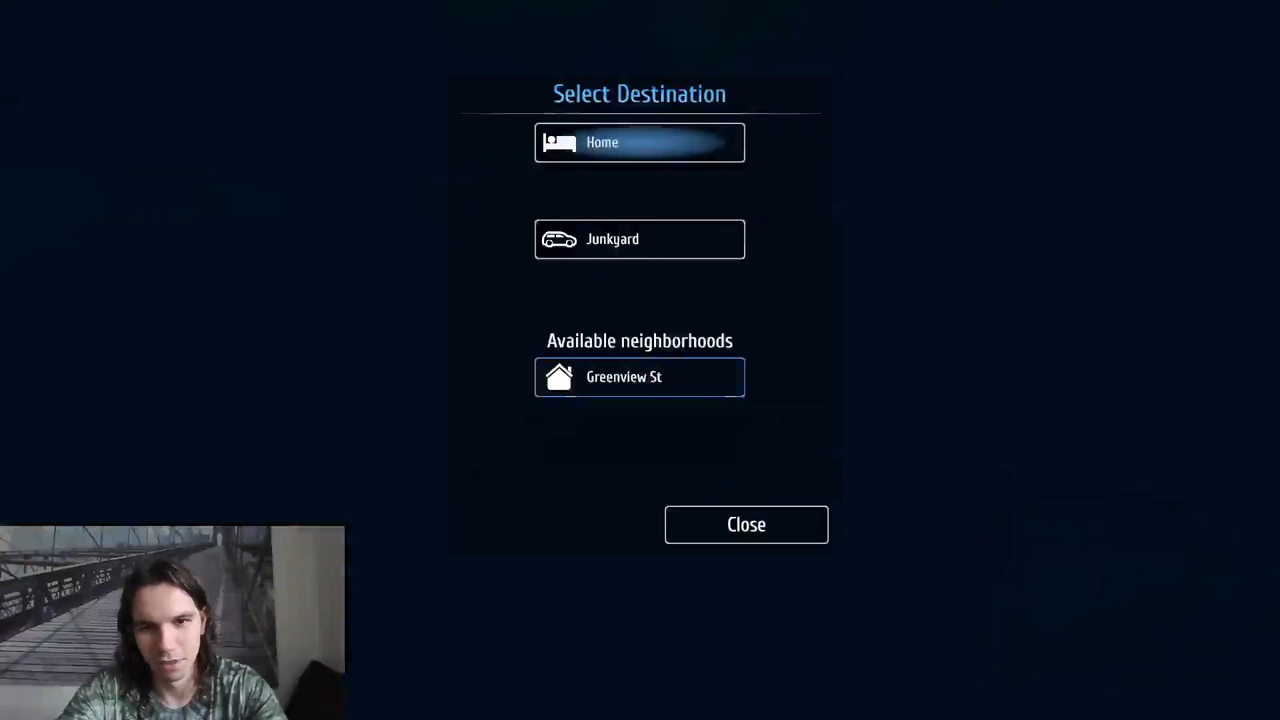 Select Destination
Home
Junkyard
Available neighborhoods
Greenview St
Close